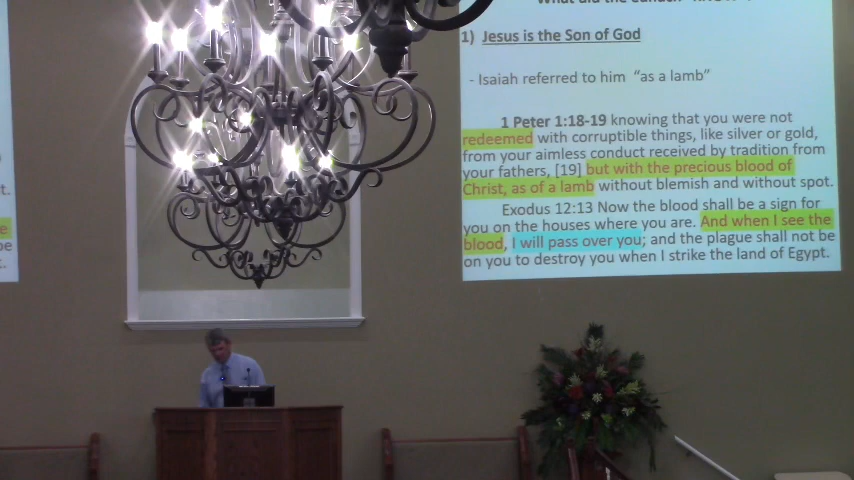 What did the Eunuch "KNOW"?
1) Jesus is the Son of God
- Isaiah referred to him "as a lamb"
1 Peter 1:18-19 knowing that you were not
redeemed with corruptible things, like silver or gold,
from your aimless conduct received by tradition from
your fathers, [19] but with the precious blood of
Christ, as of a lamb without blemish and without spot.
Exodus 12:13 Now the blood shall be a sign for
you on the houses where you are. And when I see the
blood, I will pass over you; and the plague shall not be
on you to destroy you when I strike the land of Egypt.
t.
e
be
t.